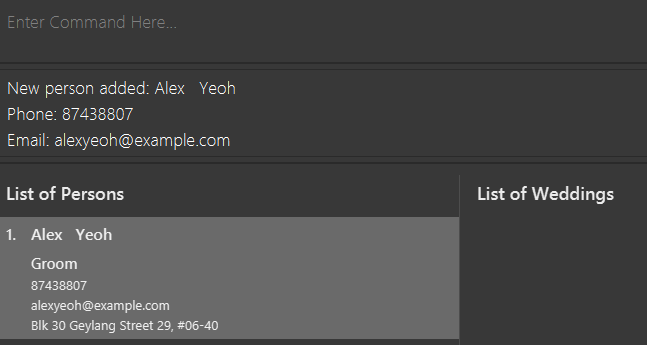 Enter Command Here...
New person added: Alex   Yeoh
Phone: 87438807
Email: alexyeoh@example.com
List of Persons
List of Weddings
1. Alex   Yeoh
Groom
87438807
alexyeoh@example.com
Blk 30 Geylang Street 29, #06-40